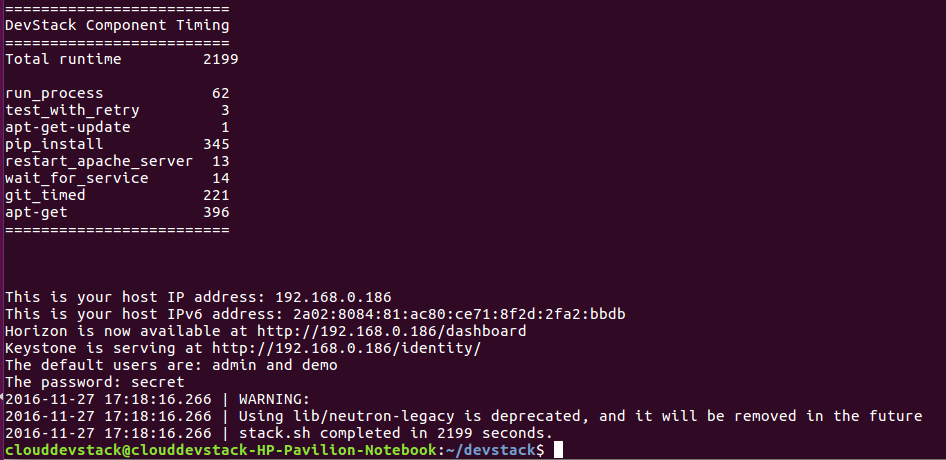 =========================
DevStack Component Timing
=========================
Total runtime         2199
run_process            62
test_with_retry         3
apt-get-update          1
pip_install           345
restart_apache_server  13
wait_for_service       14
git_timed             221
apt-get               396
=========================
This is your host IP address: 192.168.0.186
This is your host IPv6 address: 2a02:8084:81:ac80:ce71:8f2d:2fa2:bbdb
Horizon is now available at http://192.168.0.186/dashboard
Keystone is serving at http://192.168.0.186/identity/
The default users are: admin and demo
The password: secret
2016-11-27 17:18:16.266 | WARNING:
2016-11-27 17:18:16.266 | Using lib/neutron-legacy is deprecated, and it will be removed in the future
2016-11-27 17:18:16.266 | stack.sh completed in 2199 seconds.
clouddevstack@clouddevstack-HP-Pavilion-Notebook:~/devstack$